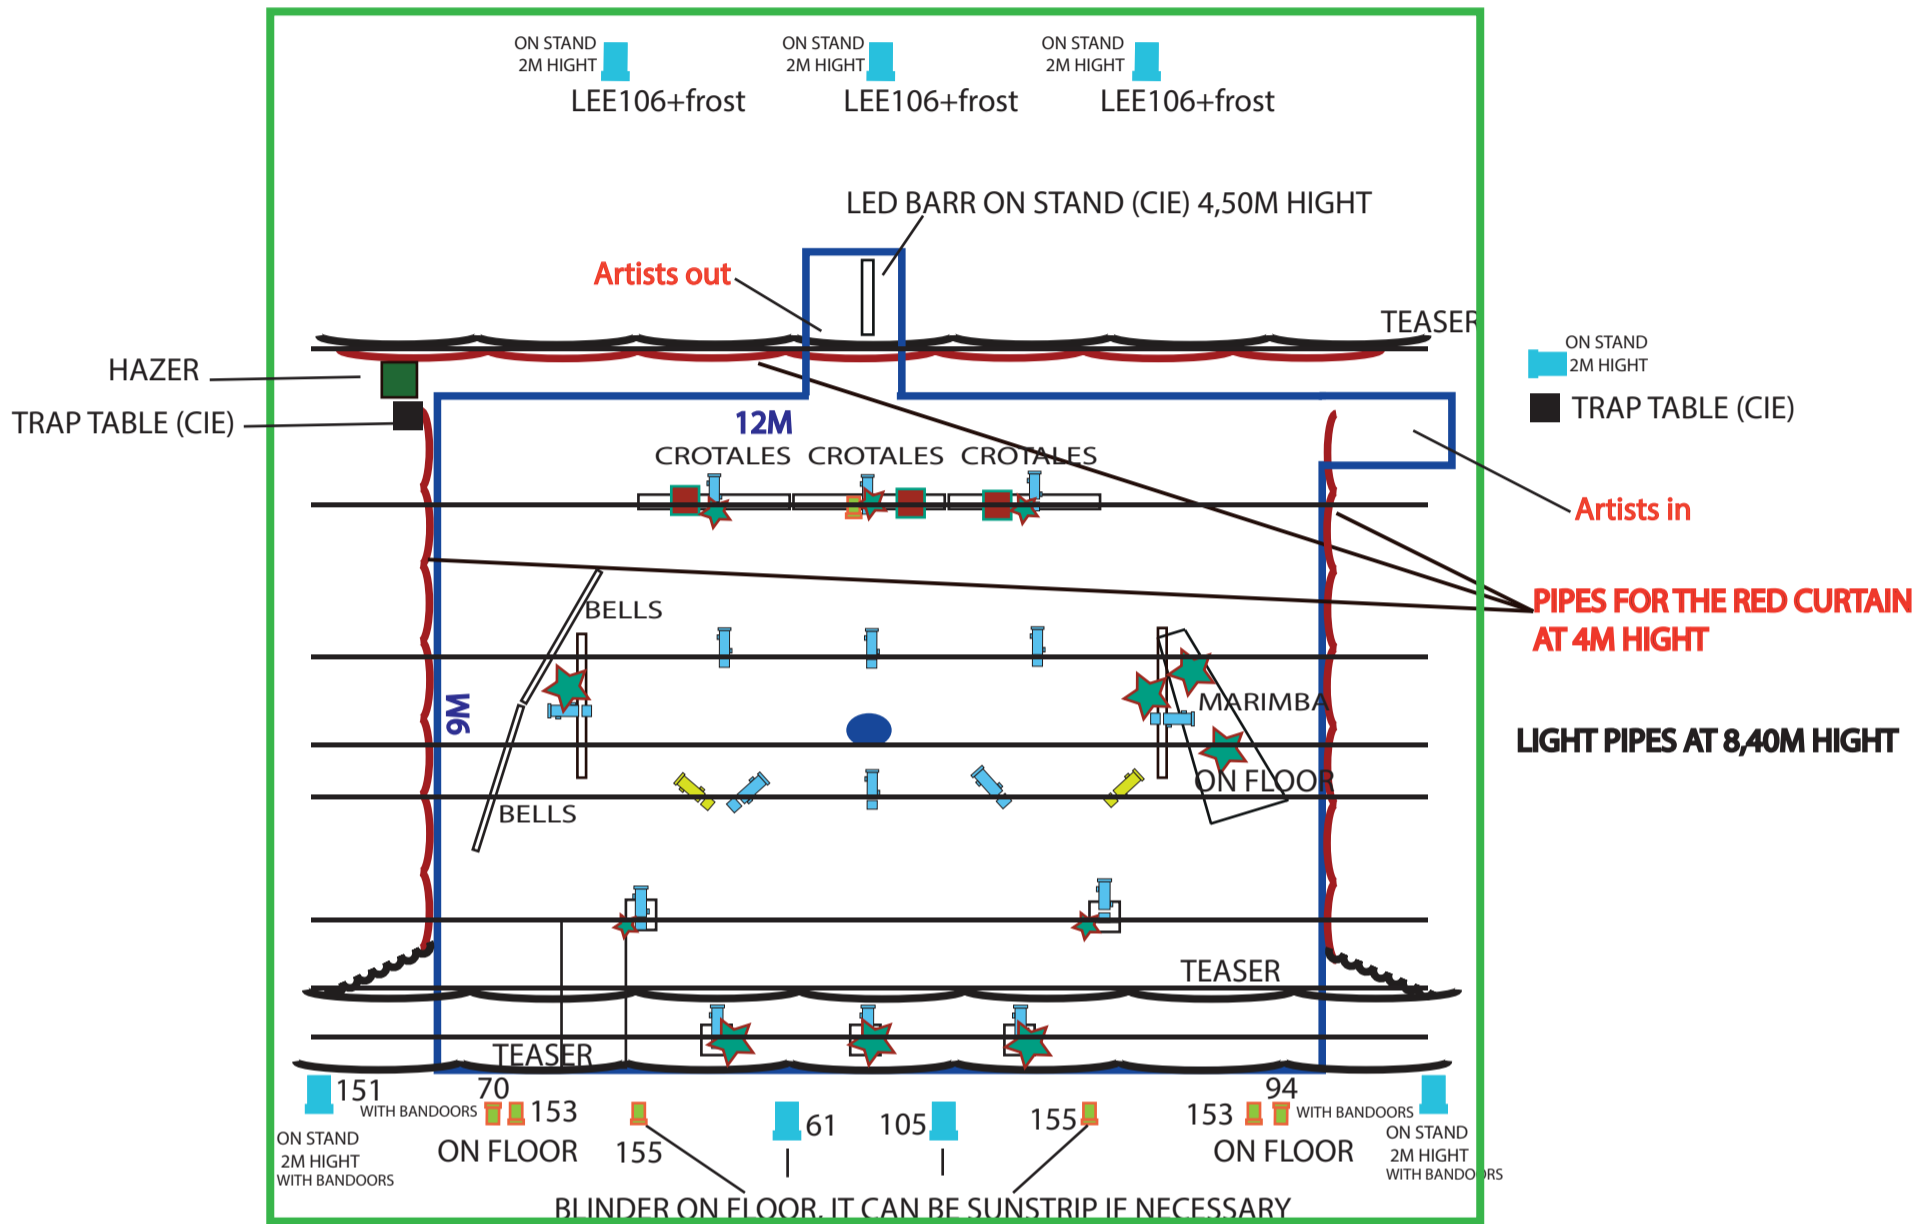 ON STAND
2M HIGHT
LEE106+frost
ON STAND
2M HIGHT
LEE106+frost
ON STAND
2M HIGHT
LEE106+frost
LED BARR ON STAND (CIE) 4,50M HIGHT
Artists out
TEASER
HAZER
TRAP TABLE (CIE)
ON STAND
2M HIGHT
TRAP TABLE (CIE)
12M
CROTALES
CROTALES
CROTALES
Artists in
BELLS
PIPES FOR THE RED CURTAIN
AT 4M HIGHT
9M
MARIMBA
LIGHT PIPES AT 8,40M HIGHT
ON FLOOR
BELLS
TEASER
TEASER
151
70
94
WITH BANDOORS
153
155
61
105
155
153
WITH BANDOORS
ON STAND
2M HIGHT
WITH BANDOORS
ON FLOOR
ON FLOOR
ON STAND
2M HIGHT
WITH BANDOORS
BLINDER ON FLOOR, IT CAN BE SUNSTRIP IF NECESSARY